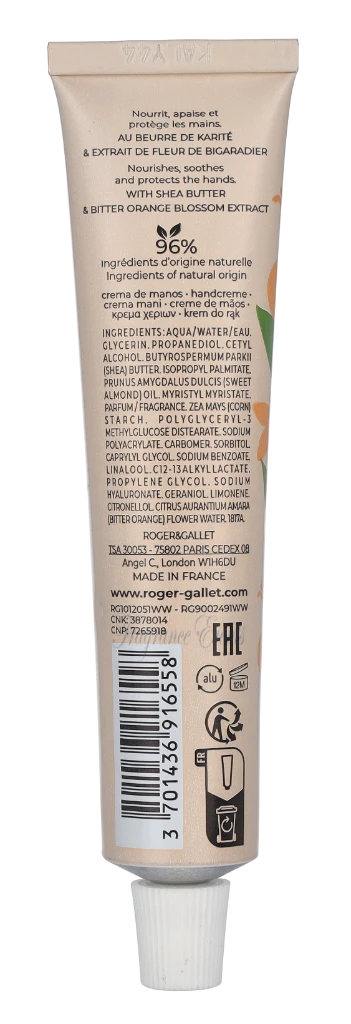 Nourrit, apaise et
protège les mains.
AU BEURRE DE KARITÉ
& EXTRAIT DE FLEUR DE BIGARADIER
Nourishes, soothes
and protects the hands.
WITH SHEA BUTTER
& BITTER ORANGE BLOSSOM EXTRACT
96%
ingrédients d'origine naturelle
Ingredients of natural origin
crema de manos • handcreme •
crema mani • creme de mãos •
κρεμα χεριων • krem do rąk
INGREDIENTS: AQUA/WATER/EAU,
GLYCERIN, PROPANEDIOL, CETYL
ALCOHOL, BUTYROSPERMUM PARKII
(SHEA) BUTTER, ISOPROPYL PALMITATE,
PRUNUS AMYGDALUS DULCIS (SWEET
ALMOND) OIL, MYRISTYL MYRISTATE,
PARFUM / FRAGRANCE, ZEA MAYS (CORN)
STARCH, POLYGLYCERYL-3
METHYLGLUCOSE DISTEARATE, SODIUM
POLYACRYLATE, CARBOMER, SORBITOL,
CAPRYLYL GLYCOL, SODIUM BENZOATE,
LINALOOL, C12-13 ALKYL LACTATE,
PROPYLENE GLYCOL, SODIUM
HYALURONATE, GERANIOL, LIMONENE,
CITRONELLOL, CITRUS AURANTIUM AMARA
(BITTER ORANGE) FLOWER WATER. 1817A.
ROGER&GALLET
TSA 30053 - 75802 PARIS CEDEX 08
Angel C, London W1H6DU
MADE IN FRANCE
www.roger-gallet.com
RG1012051WW - RG9002491WW
CNK: 3878014
CNP: 7265918
EAC
alu
12M
FR
3 701436 916558